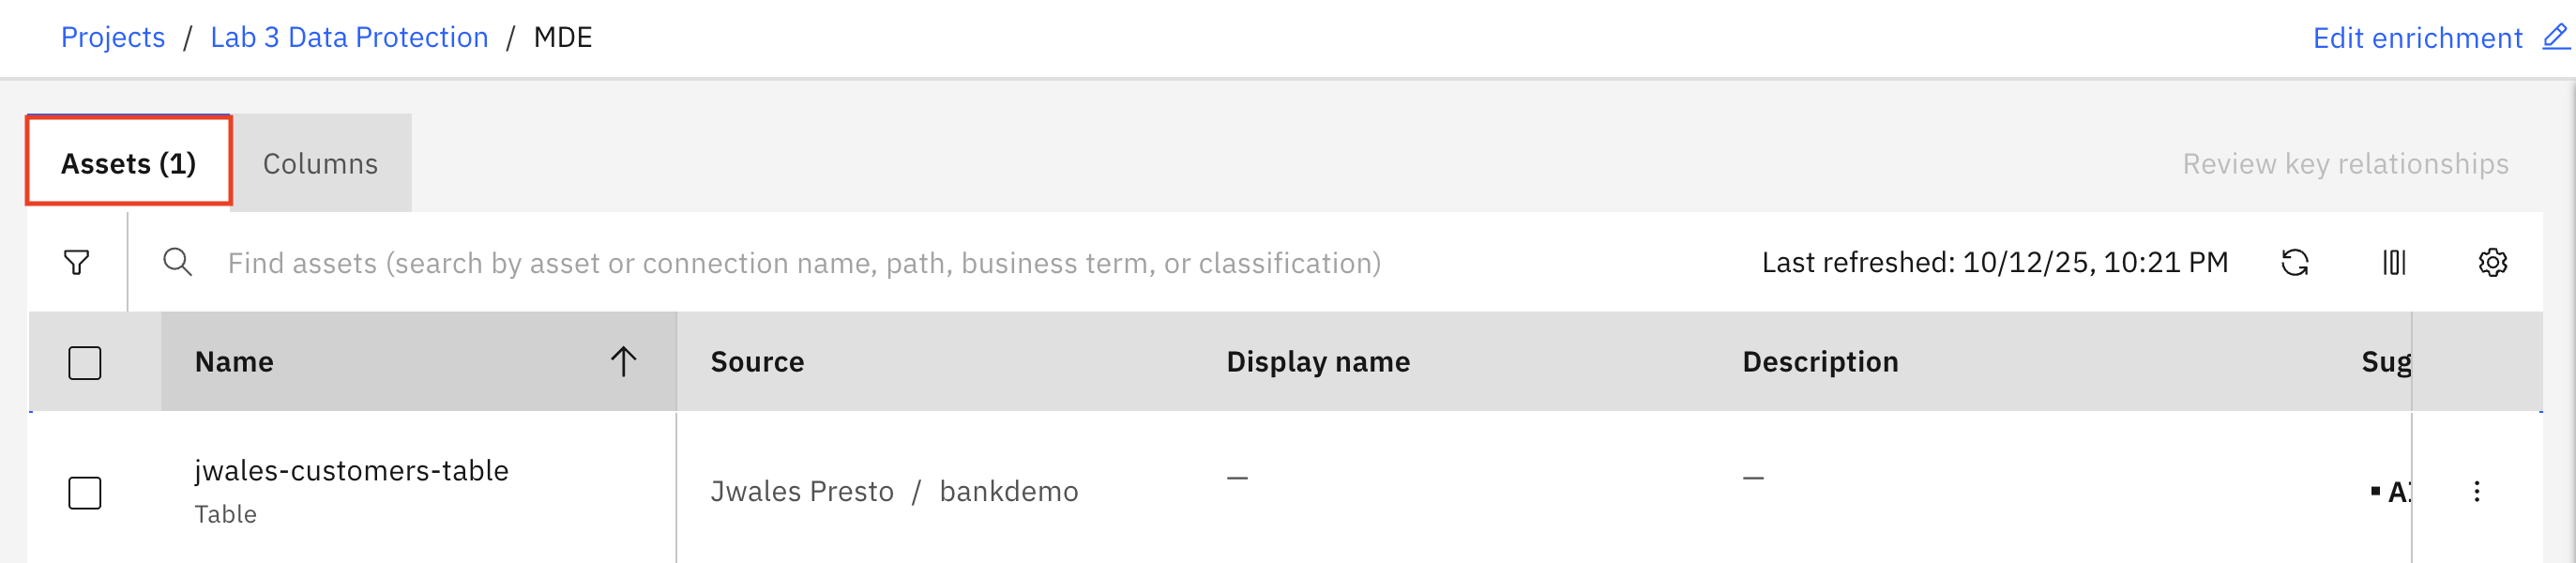 Projects / Lab 3 Data Protection / MDE
Edit enrichment
Assets (1)
Columns
Review key relationships
Find assets (search by asset or connection name, path, business term, or classification)
Last refreshed: 10/12/25, 10:21 PM
Name
Source
Display name
Description
Sug
jwales-customers-table
Table
Jwales Presto / bankdemo
—
—